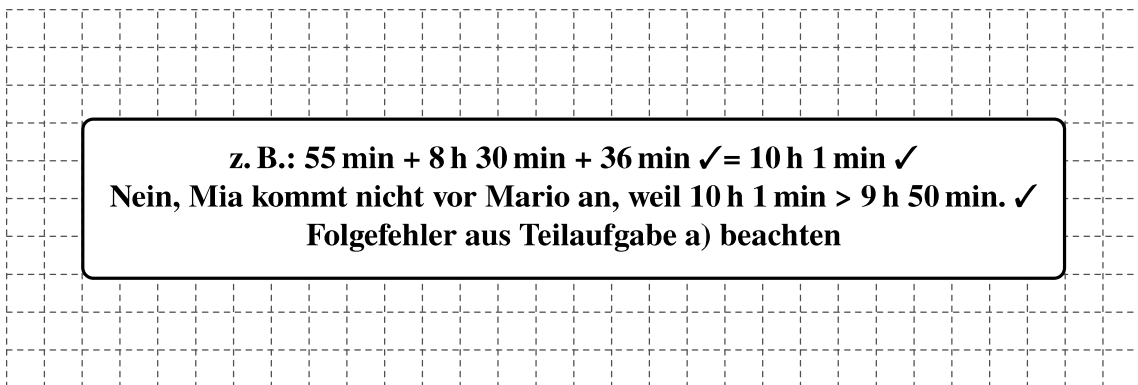 z. B.: 55 min + 8 h 30 min + 36 min ✓= 10 h 1 min ✓
Nein, Mia kommt nicht vor Mario an, weil 10 h 1 min > 9 h 50 min. ✓
Folgefehler aus Teilaufgabe a) beachten